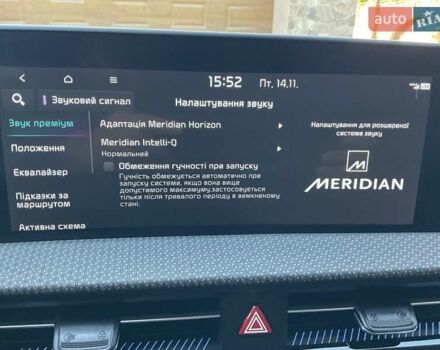 auto RIA
15:52 Пт, 14.11.
Звуковий сигнал
Налаштування звуку
Звук преміум
Положення
Еквалайзер
Підказки за
маршрутом
Активна схема
Адаптація Meridian Horizon
Meridian Intelli-Q
Нормальний
Обмеження гучності при запуску
Гучність обмежується автоматично при
запуску системи, якщо вона вище
допустимого максимуму,застосовується
тільки після тривалого періоду в вимкненому
стані.
Налаштування для розширеної
системи звуку
MERIDIAN